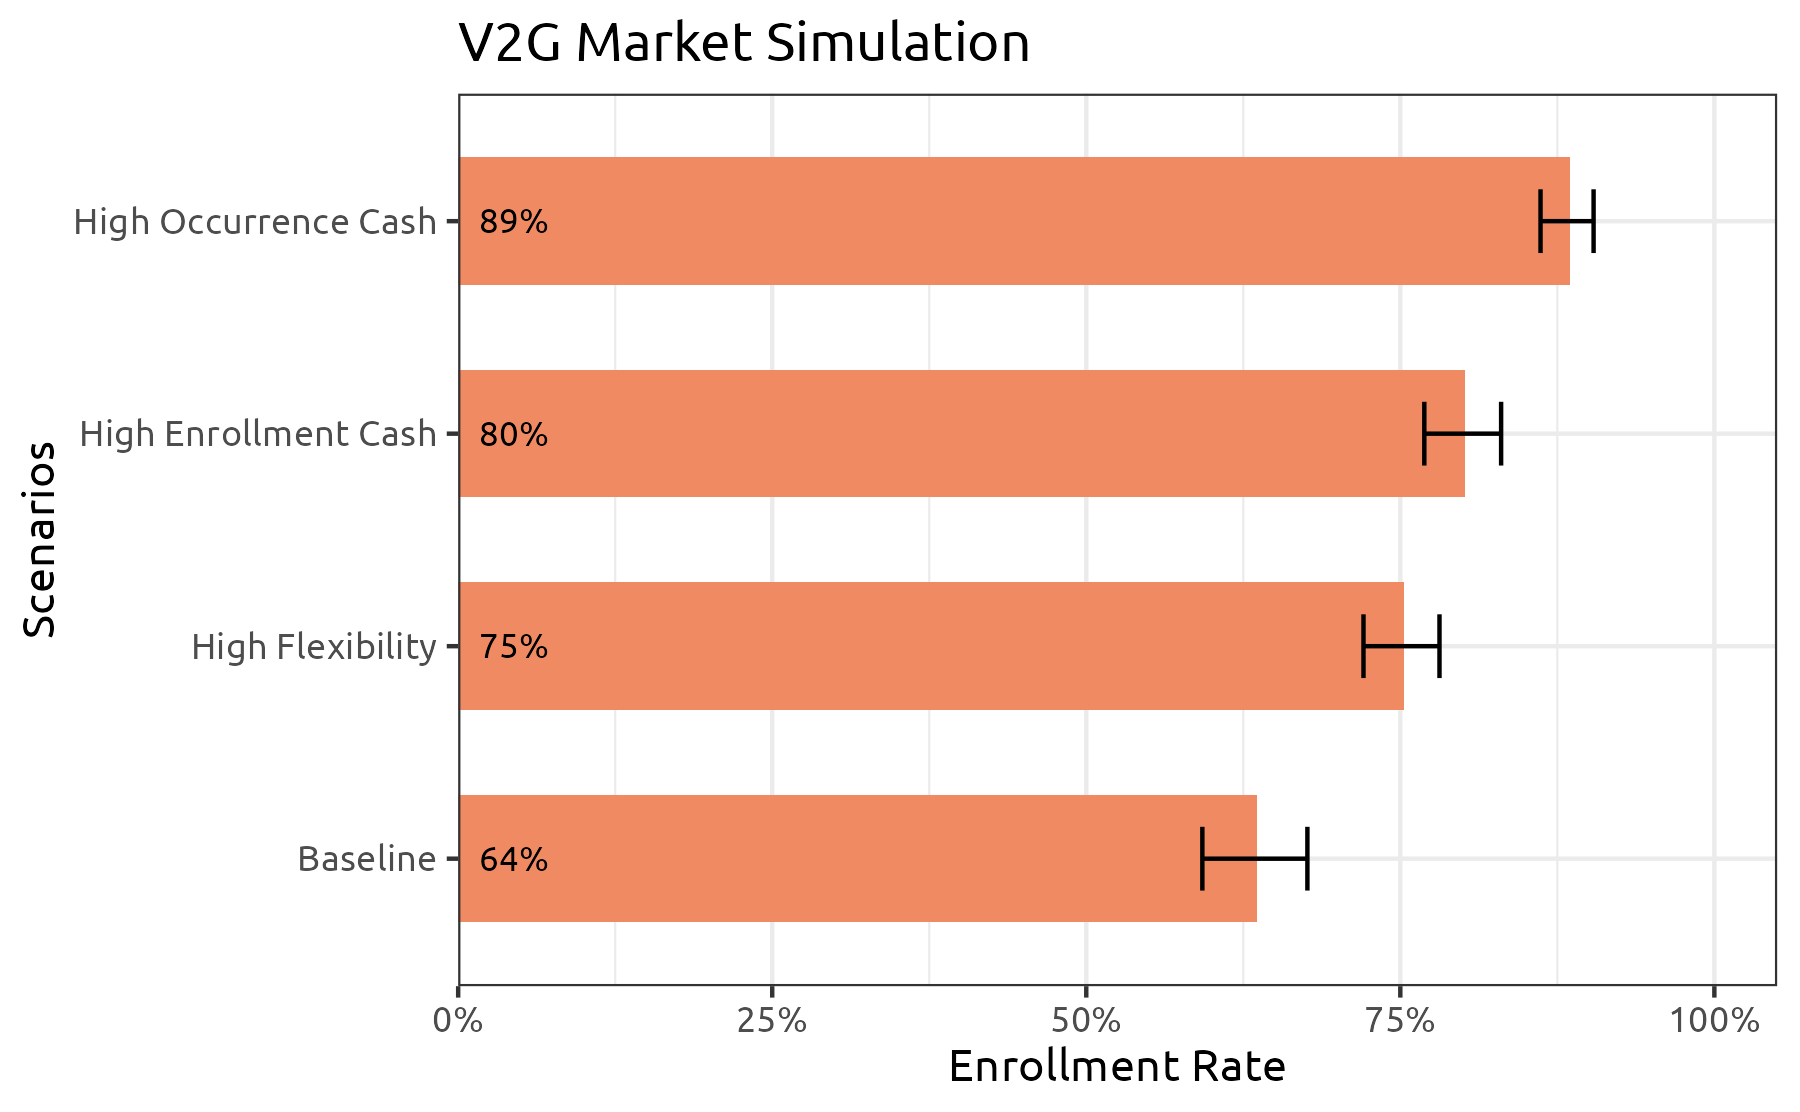 V2G Market Simulation
High Occurrence Cash
89%
High Enrollment Cash
80%
High Flexibility
75%
Baseline
64%
Scenarios
0%
25%
50%
75%
100%
Enrollment Rate